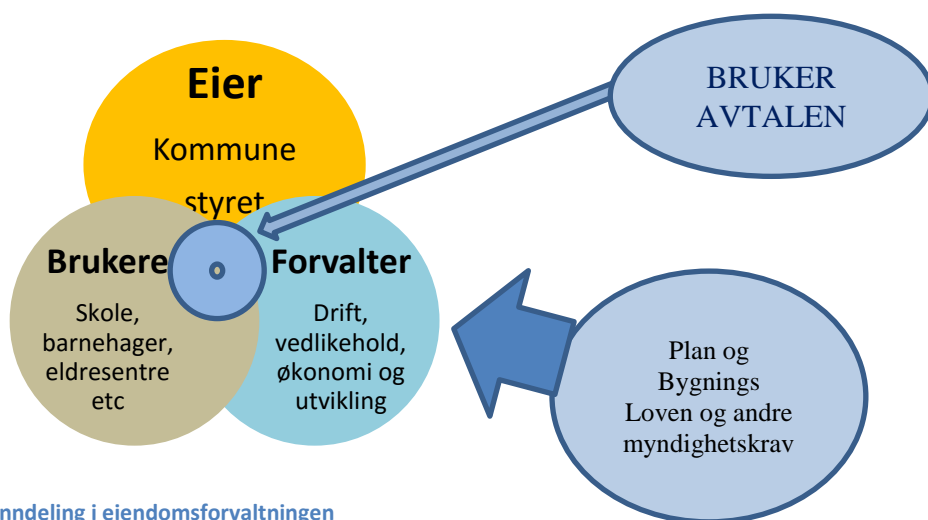 Eier
Kommune
styret
Brukere
Skole,
barnehager,
eldresentre
etc
Forvalter
Drift,
vedlikehold,
økonomi og
utvikling
BRUKER
AVTALEN
Plan og
Bygnings
Loven og andre
myndighetskrav
nndeling i eiendomsforvaltningen